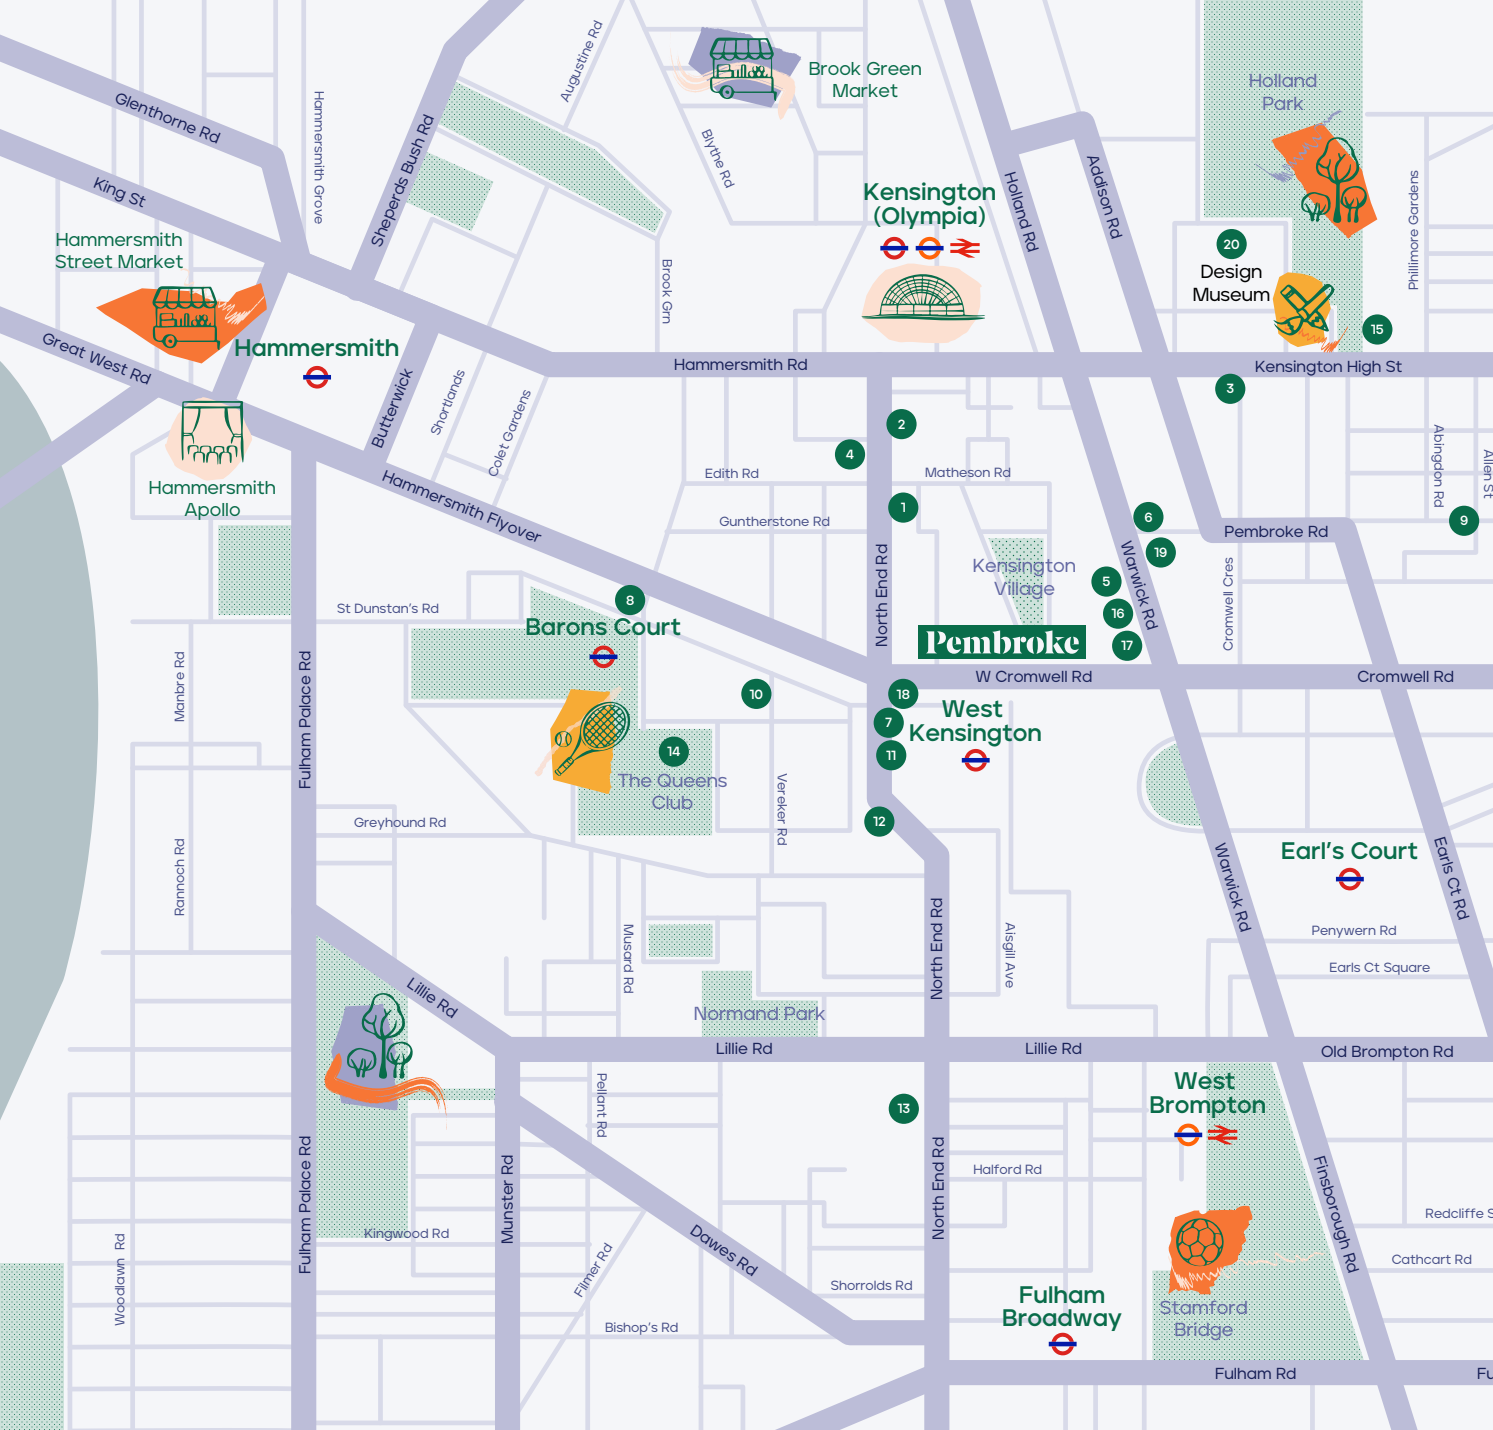 Augustine Rd
Brook Green
Market
Holland
Park
Glenthorne Rd
Hammersmith Grove
Sheperds Bush Rd
Blythe Rd
Holland Rd
Addison Rd
Phillimore Gardens
King St
Kensington
(Olympia)
Hammersmith
Street Market
20
Design
Museum
15
Brook Grn
Great West Rd
Hammersmith
Hammersmith Rd
Kensington High St
3
Butterwick
Shortlands
Colet Gardens
2
4
Abingdon Rd
Allen St
Edith Rd
Matheson Rd
Hammersmith
Apollo
Hammersmith Flyover
1
6
9
Guntherstone Rd
Pembroke Rd
19
North End Rd
Kensington
Village
5
Warwick Rd
Cromwell Cres
8
St Dunstan's Rd
16
Barons Court
Pembroke
17
Mambre Rd
Fulham Palace Rd
W Cromwell Rd
Cromwell Rd
10
18
West
Kensington
7
14
11
The Queens
Club
Vereker Rd
Greyhound Rd
12
Rannoch Rd
Warwick Rd
Earl's Court
Earls Ct Rd
Musard Rd
North End Rd
Aisgill Ave
Penywern Rd
Earls Ct Square
Lillie Rd
Normand Park
Lillie Rd
Lillie Rd
Old Brompton Rd
Pellant Rd
13
West
Brompton
Fulham Palace Rd
Munster Rd
North End Rd
Halford Rd
Finsborough Rd
Redcliffe S
Kingwood Rd
Woodlawn Rd
Filmer Rd
Dawes Rd
Cathcart Rd
Shorrolds Rd
Fulham
Broadway
Stamford
Bridge
Bishop's Rd
Fulham Rd
Fu